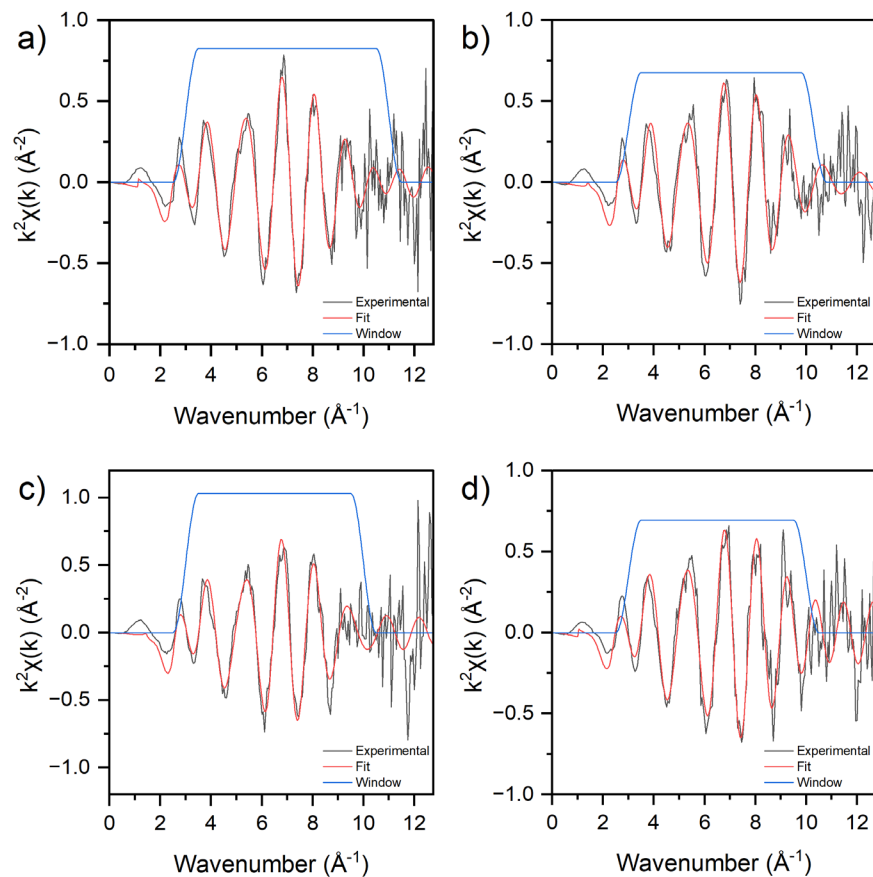 a)
1.0
0.5
0.0
−0.5
−1.0
k²χ(k) (Å⁻²)
Experimental
Fit
Window
0 2 4 6 8 10 12
Wavenumber (Å⁻¹)
b)
1.0
0.5
0.0
−0.5
−1.0
k²χ(k) (Å⁻²)
Experimental
Fit
Window
0 2 4 6 8 10 12
Wavenumber (Å⁻¹)
c)
1.0
0.5
0.0
−0.5
−1.0
k²χ(k) (Å⁻²)
Experimental
Fit
Window
0 2 4 6 8 10 12
Wavenumber (Å⁻¹)
d)
1.0
0.5
0.0
−0.5
−1.0
k²χ(k) (Å⁻²)
Experimental
Fit
Window
0 2 4 6 8 10 12
Wavenumber (Å⁻¹)